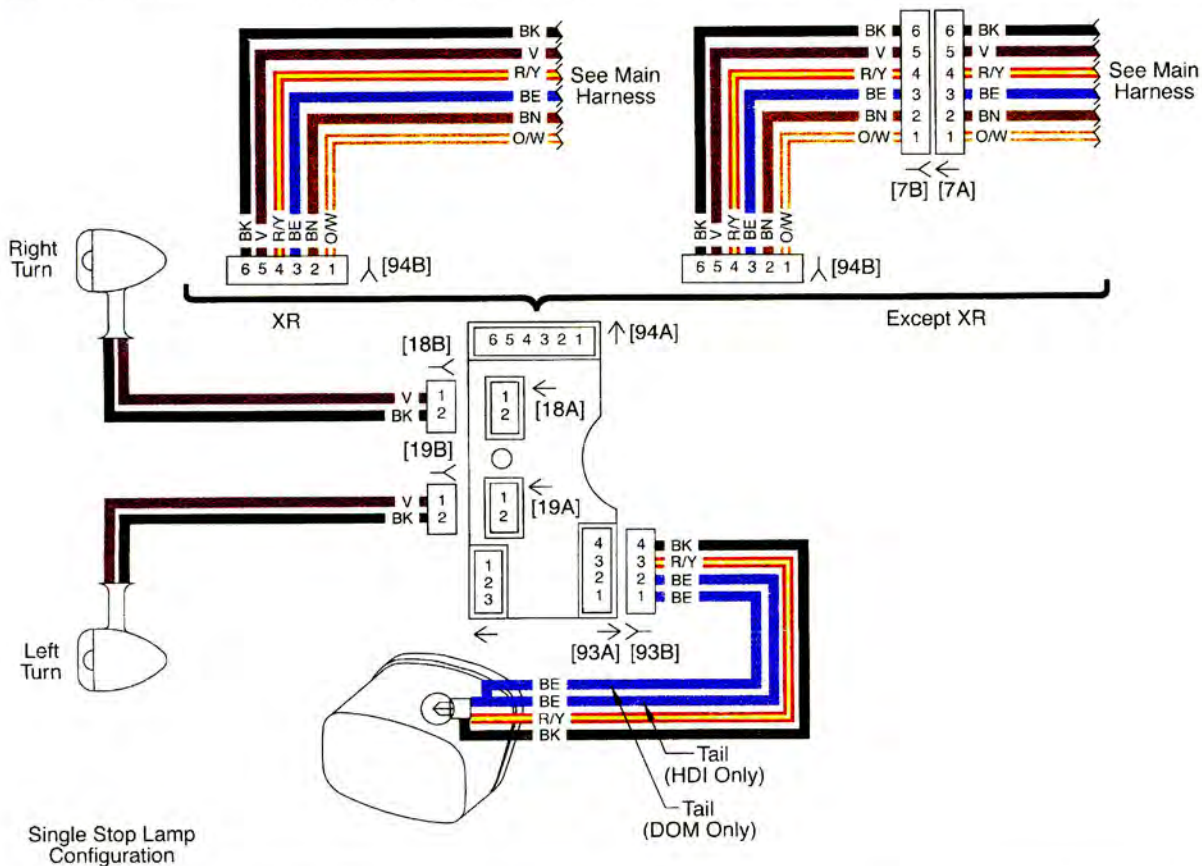 BK
V
R/Y
BE
BN
O/W
See Main
Harness
BK V R/Y BE BN O/W
6 5 4 3 2 1
[94B]
XR
BK 6 6 BK
V 5 5 V
R/Y 4 4 R/Y
BE 3 3 BE
BN 2 2 BN
O/W 1 1 O/W
See Main
Harness
[7B] [7A]
BK V R/Y BE BN O/W
6 5 4 3 2 1
[94B]
Except XR
Right
Turn
6 5 4 3 2 1
[94A]
[18B]
V 1
BK 2
1
2
[18A]
[19B]
V 1
BK 2
1
2
[19A]
Left
Turn
1
2
3
4
3
2
1
4 BK
3 R/Y
2 BE
1 BE
[93A] [93B]
BE
BE
R/Y
BK
Tail
(HDI Only)
Tail
(DOM Only)
Single Stop Lamp
Configuration